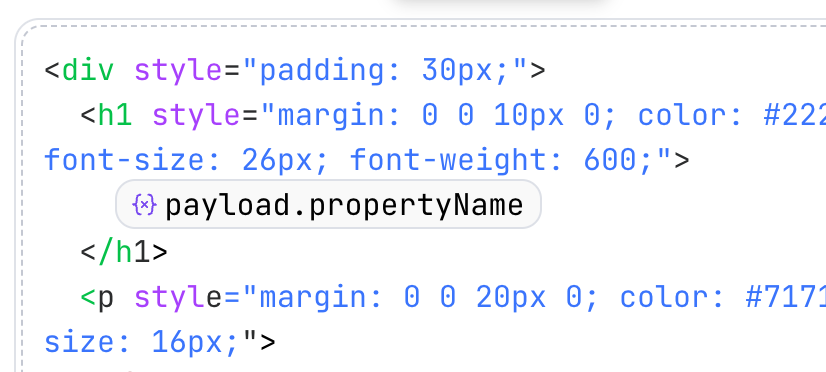 <div style="padding: 30px;">
<h1 style="margin: 0 0 10px 0; color: #222
font-size: 26px; font-weight: 600;">
{x} payload.propertyName
</h1>
<p style="margin: 0 0 20px 0; color: #7171
size: 16px;">